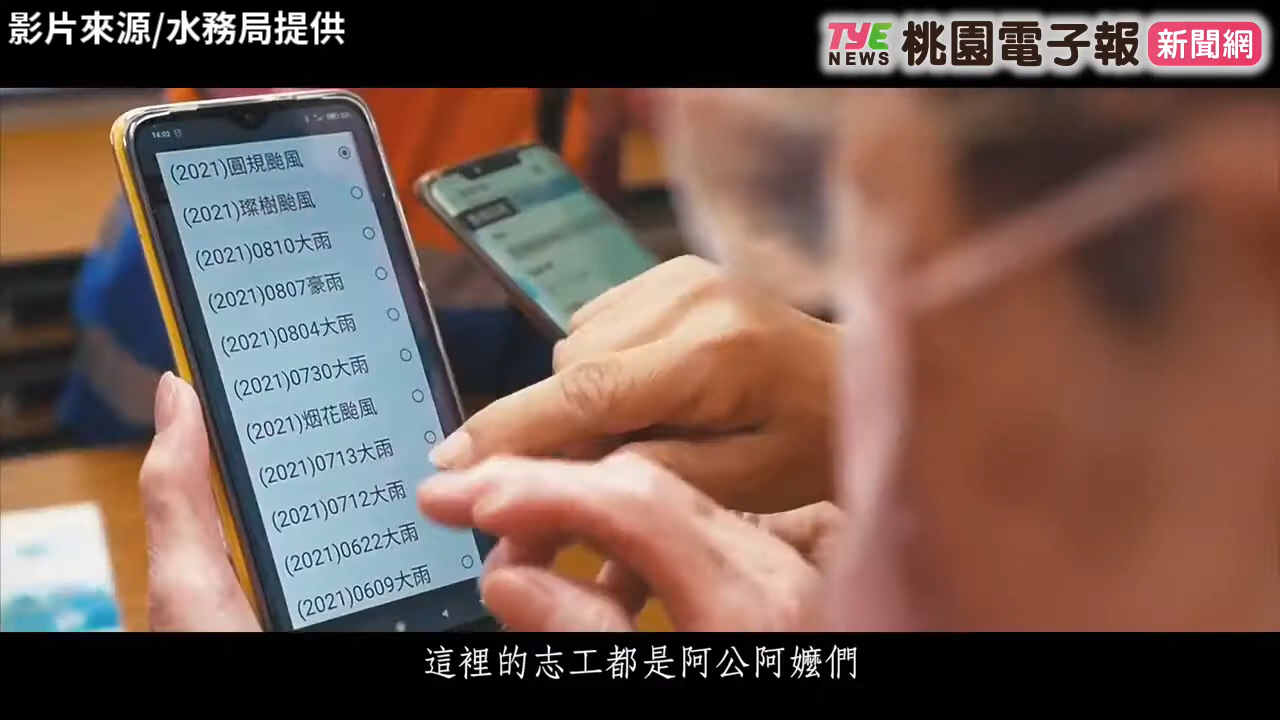 影片來源/水務局提供
TYE NEWS 桃園電子報 新聞網
14:03
(2021)圓規颱風
(2021)璨樹颱風
(2021)0810大雨
(2021)0807豪雨
(2021)0804大雨
(2021)0730大雨
(2021)烟花颱風
(2021)0713大雨
(2021)0712大雨
(2021)0622大雨
(2021)0609大雨
這裡的志工都是阿公阿嬤們